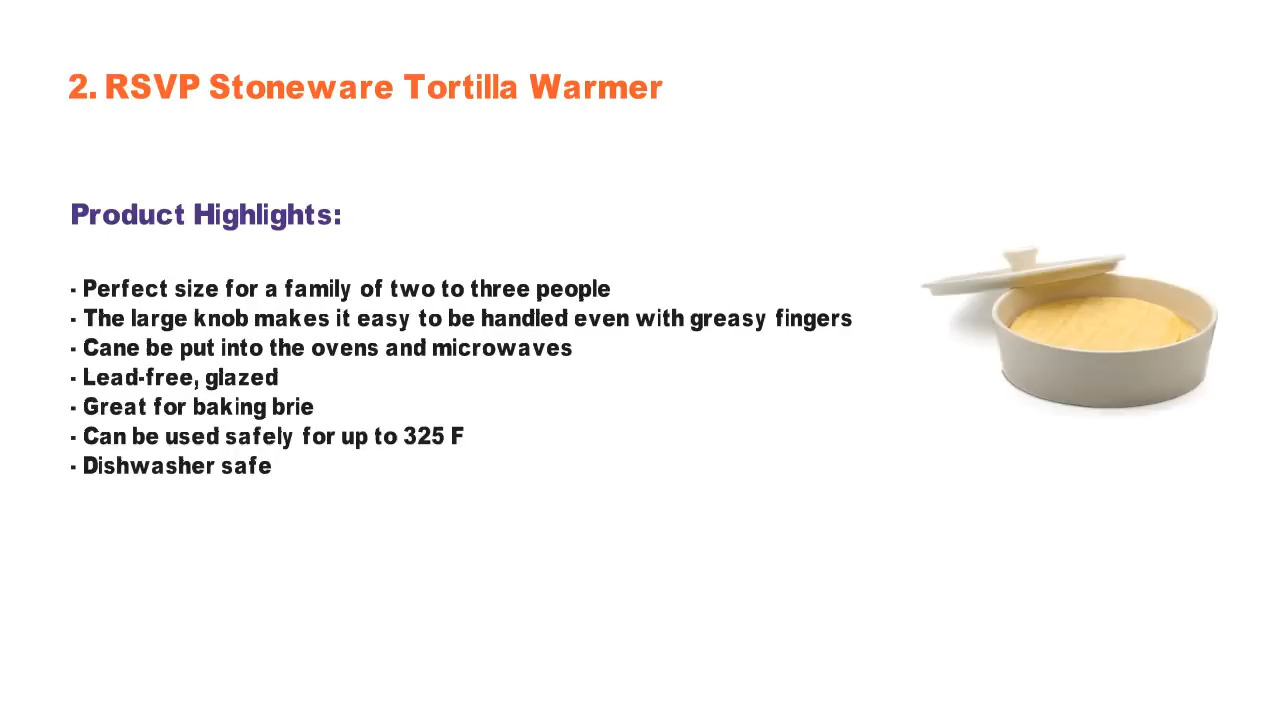 2. RSVP Stoneware Tortilla Warmer
Product Highlights:
- Perfect size for a family of two to three people
- The large knob makes it easy to be handled even with greasy fingers
- Cane be put into the ovens and microwaves
- Lead-free, glazed
- Great for baking brie
- Can be used safely for up to 325 F
- Dishwasher safe